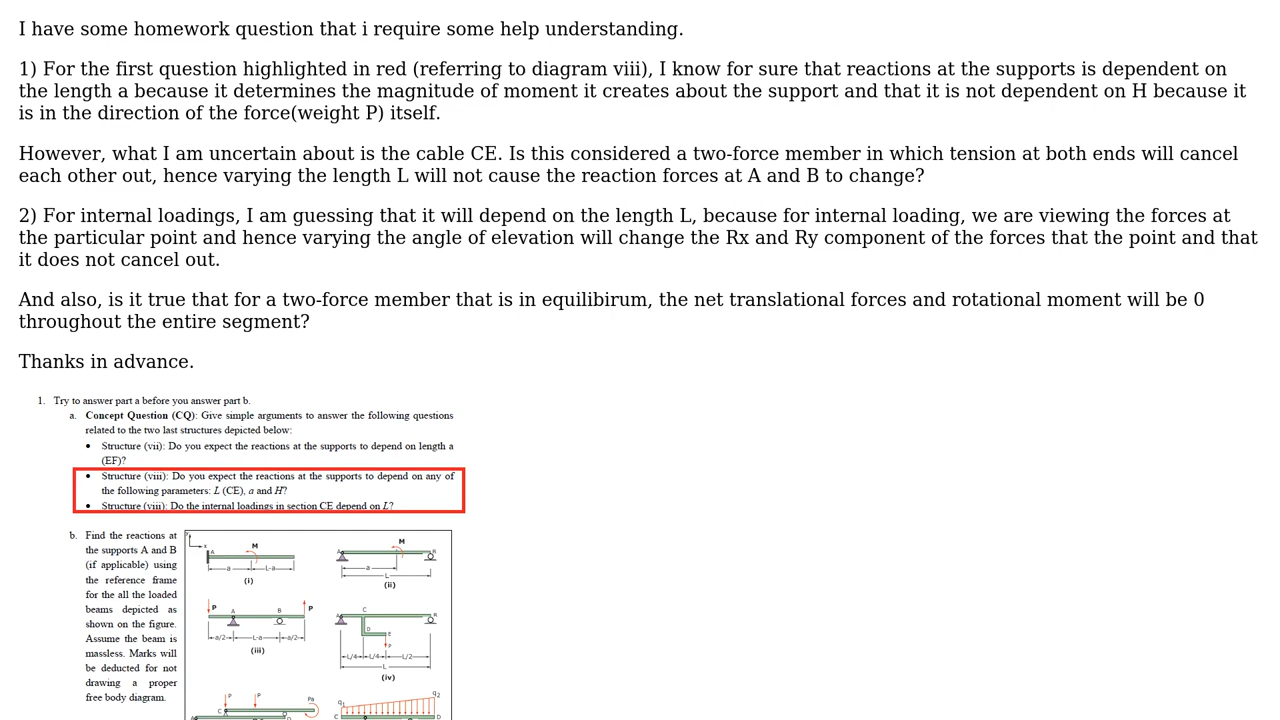 I have some homework question that i require some help understanding.
1) For the first question highlighted in red (referring to diagram viii), I know for sure that reactions at the supports is dependent on
the length a because it determines the magnitude of moment it creates about the support and that it is not dependent on H because it
is in the direction of the force(weight P) itself.
However, what I am uncertain about is the cable CE. Is this considered a two-force member in which tension at both ends will cancel
each other out, hence varying the length L will not cause the reaction forces at A and B to change?
2) For internal loadings, I am guessing that it will depend on the length L, because for internal loading, we are viewing the forces at
the particular point and hence varying the angle of elevation will change the Rx and Ry component of the forces that the point and that
it does not cancel out.
And also, is it true that for a two-force member that is in equilibirum, the net translational forces and rotational moment will be 0
throughout the entire segment?
Thanks in advance.
1. Try to answer part a before you answer part b.
a. Concept Question (CQ): Give simple arguments to answer the following questions
related to the two last structures depicted below:
• Structure (vii): Do you expect the reactions at the supports to depend on length a
(EF)?
• Structure (viii): Do you expect the reactions at the supports to depend on any of
the following parameters: L (CE), a and H?
• Structure (viii): Do the internal loadings in section CE depend on L?
b. Find the reactions at
the supports A and B
(if applicable) using
the reference frame
for the all the loaded
beams depicted as
shown on the figure.
Assume the beam is
massless. Marks will
be deducted for not
drawing a proper
free body diagram.
x
A
M
a
L-a
(i)
A
M
B
a
L
(ii)
P
A
B
P
a/2
L-a
a/2
(iii)
A
C
B
D
E
P
L/4
L/4
L/2
L
(iv)
P
P
Pa
C
D
q1
q2
C
D